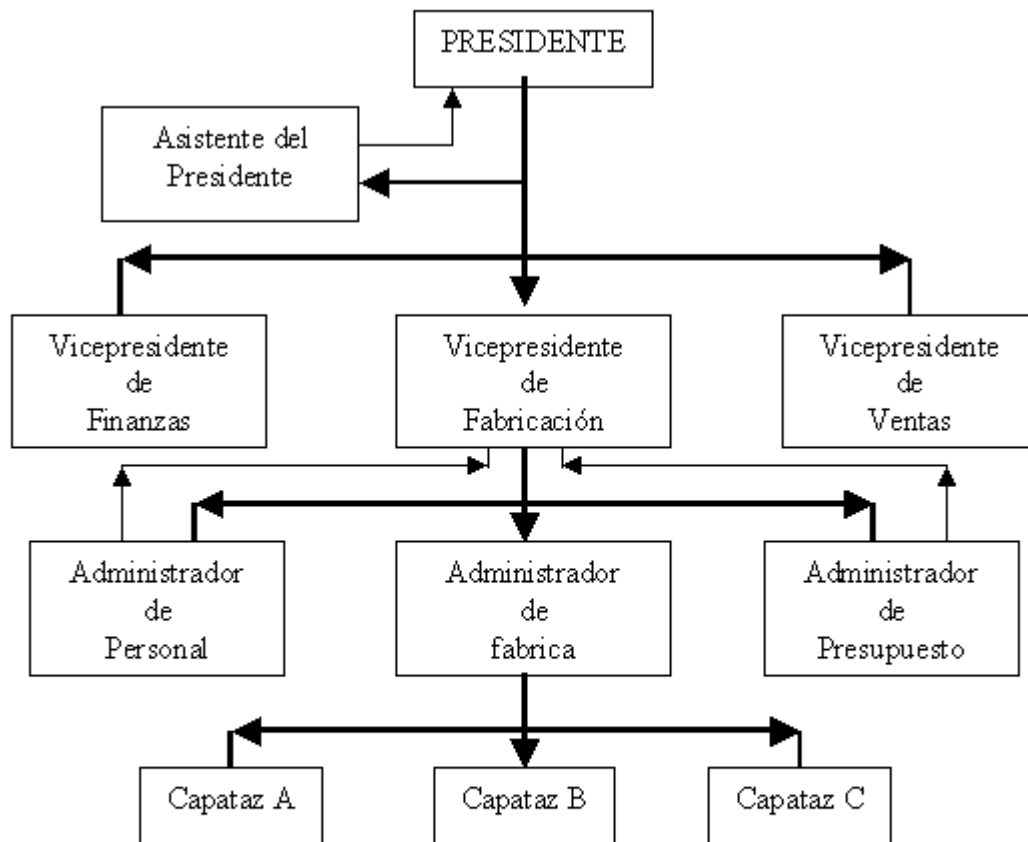 PRESIDENTE
Asistente del
Presidente
Vicepresidente
de
Finanzas
Vicepresidente
de
Fabricación
Vicepresidente
de
Ventas
Administrador
de
Personal
Administrador
de
fabrica
Administrador
de
Presupuesto
Capataz A
Capataz B
Capataz C